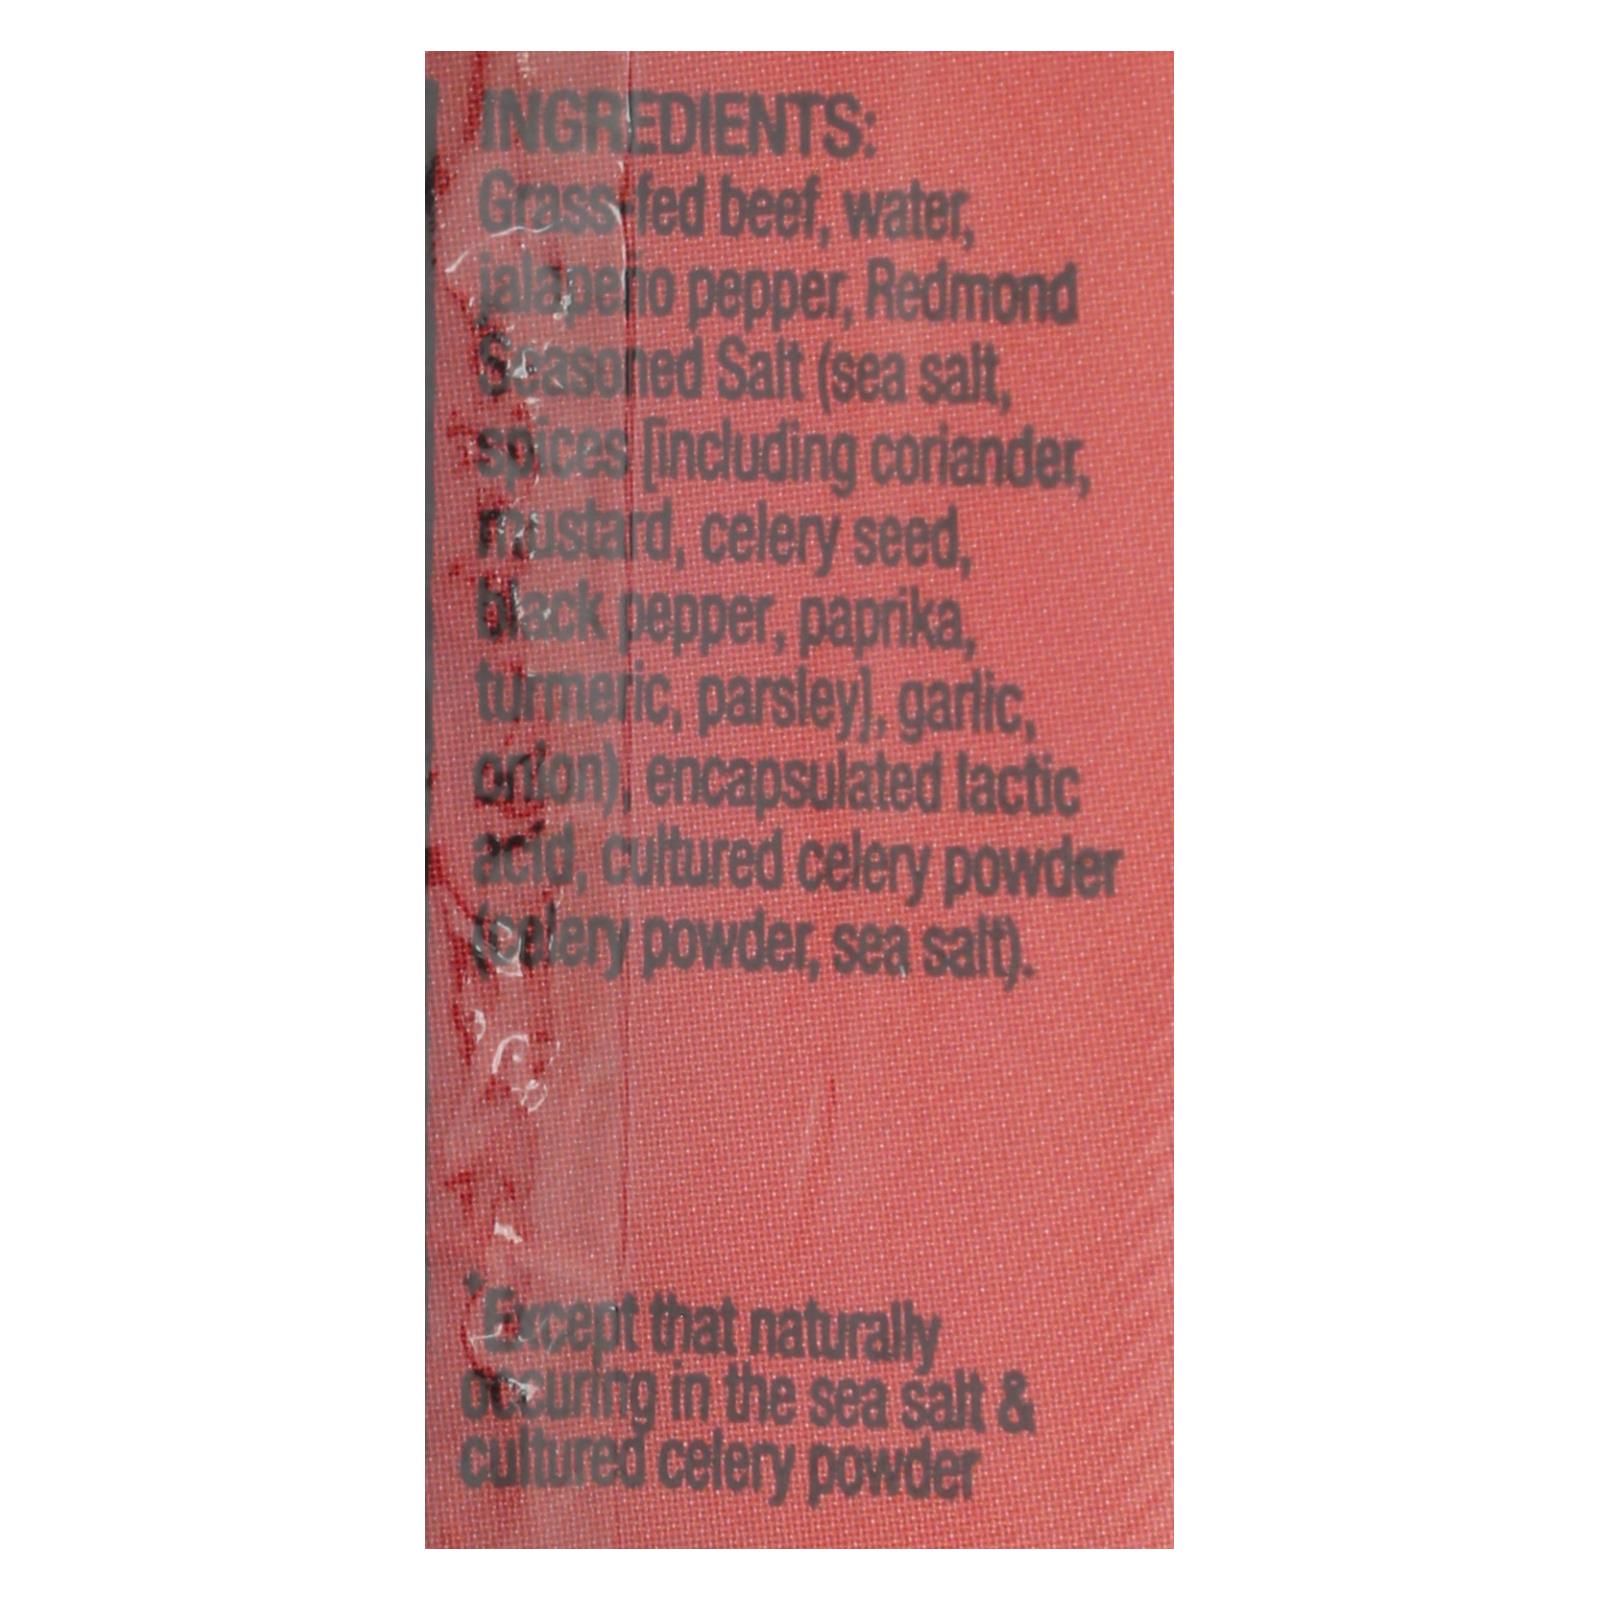 INGREDIENTS:
Grass-fed beef, water,
jalapeno pepper, Redmond
Seasoned Salt (sea salt,
spices [including coriander,
mustard, celery seed,
black pepper, paprika,
turmeric, parsley], garlic,
onion), encapsulated lactic
acid, cultured celery powder
(celery powder, sea salt).
*Except that naturally
occuring in the sea salt &
cultured celery powder